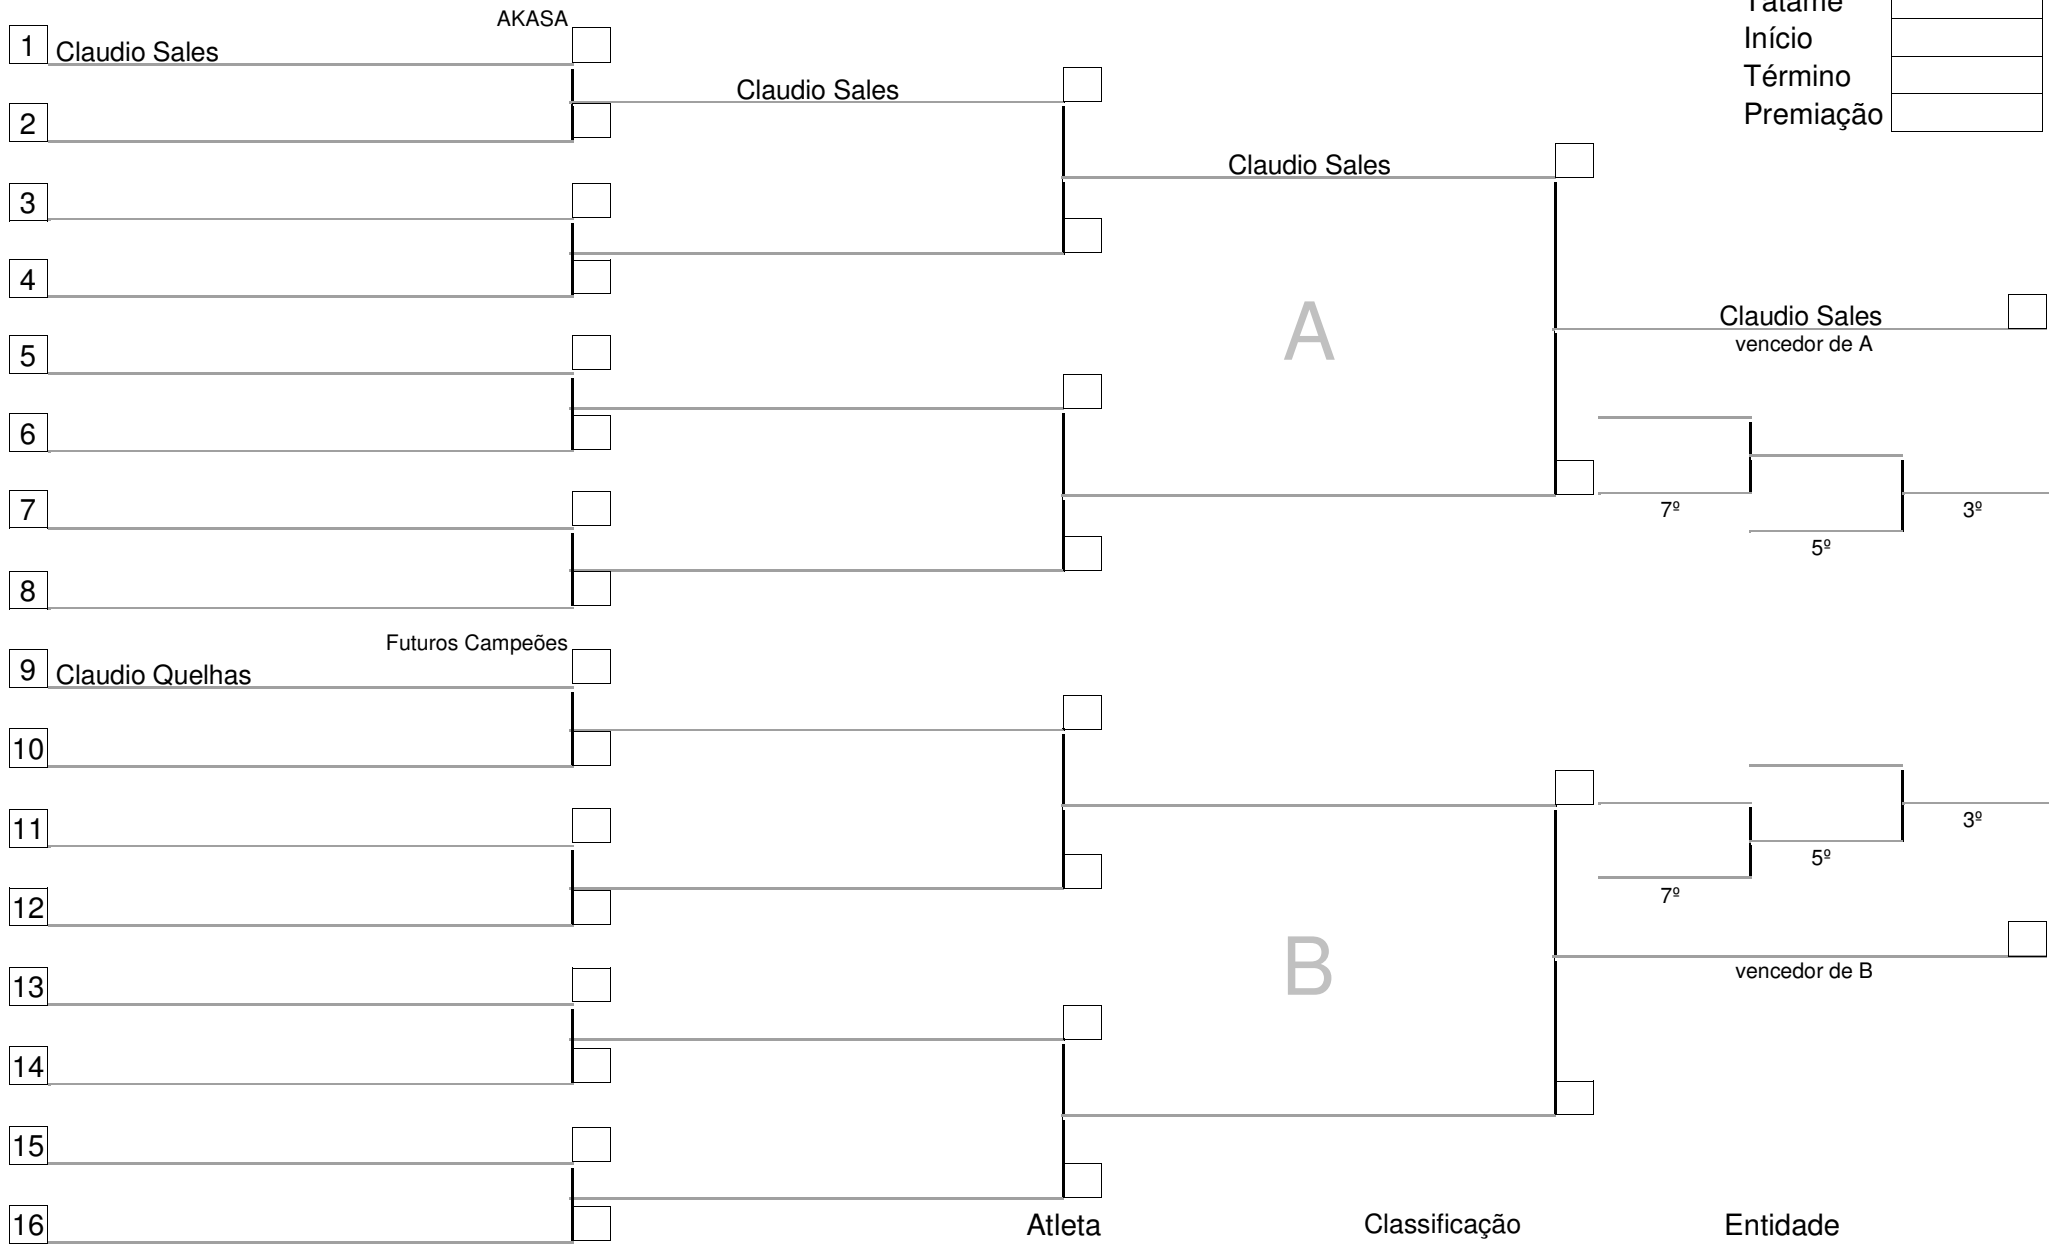 AKASA
1 Claudio Sales
Claudio Sales
2
Claudio Sales
3
4
5
6
7
8
Claudio Sales
vencedor de A
A
7º
5º
3º
Tatame
Início
Término
Premiação
Futuros Campeões
9 Claudio Quelhas
10
11
12
13
14
15
16
B
3º
5º
7º
vencedor de B
Atleta Classificação Entidade